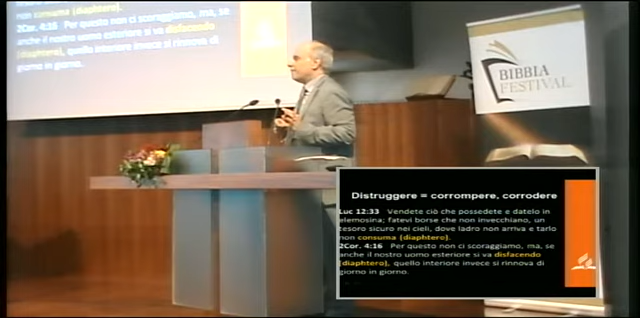 non consuma (diaphtero).
2Cor. 4:16 Per questo non ci scoraggiamo, ma, se
anche il nostro uomo esteriore si va disfacendo
(diaphtero), quello interiore invece si rinnova di
giorno in giorno.
BIBBIA
FESTIVAL
Distruggere = corrompere, corrodere
Luc 12:33 Vendete ciò che possedete e datelo in
elemosina; fatevi borse che non invecchiano, un
tesoro sicuro nei cieli, dove ladro non arriva e tarlo
non consuma (diaphtero).
2Cor. 4:16 Per questo non ci scoraggiamo, ma, se
anche il nostro uomo esteriore si va disfacendo
(diaphtero), quello interiore invece si rinnova di
giorno in giorno.